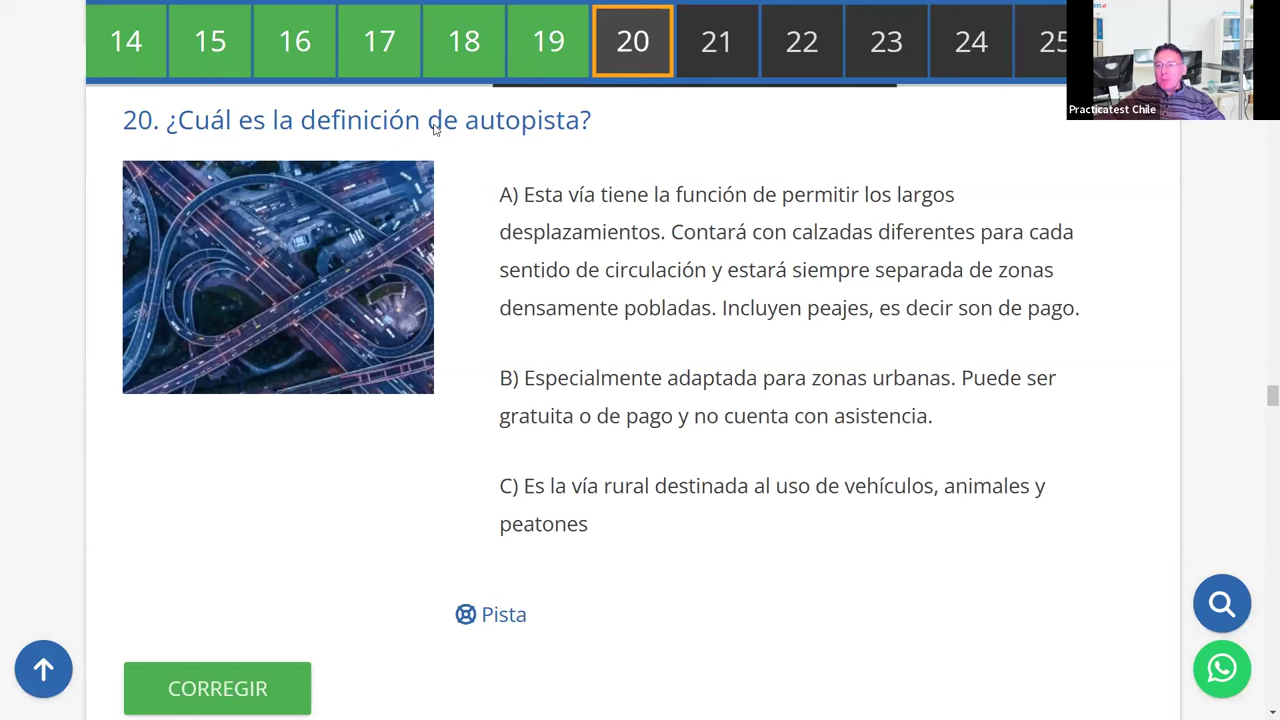 14 15 16 17 18 19 20 21 22 23 24 25
Practicatest Chile
20. ¿Cuál es la definición de autopista?
A) Esta vía tiene la función de permitir los largos
desplazamientos. Contará con calzadas diferentes para cada
sentido de circulación y estará siempre separada de zonas
densamente pobladas. Incluyen peajes, es decir son de pago.
B) Especialmente adaptada para zonas urbanas. Puede ser
gratuita o de pago y no cuenta con asistencia.
C) Es la vía rural destinada al uso de vehículos, animales y
peatones
Pista
CORREGIR